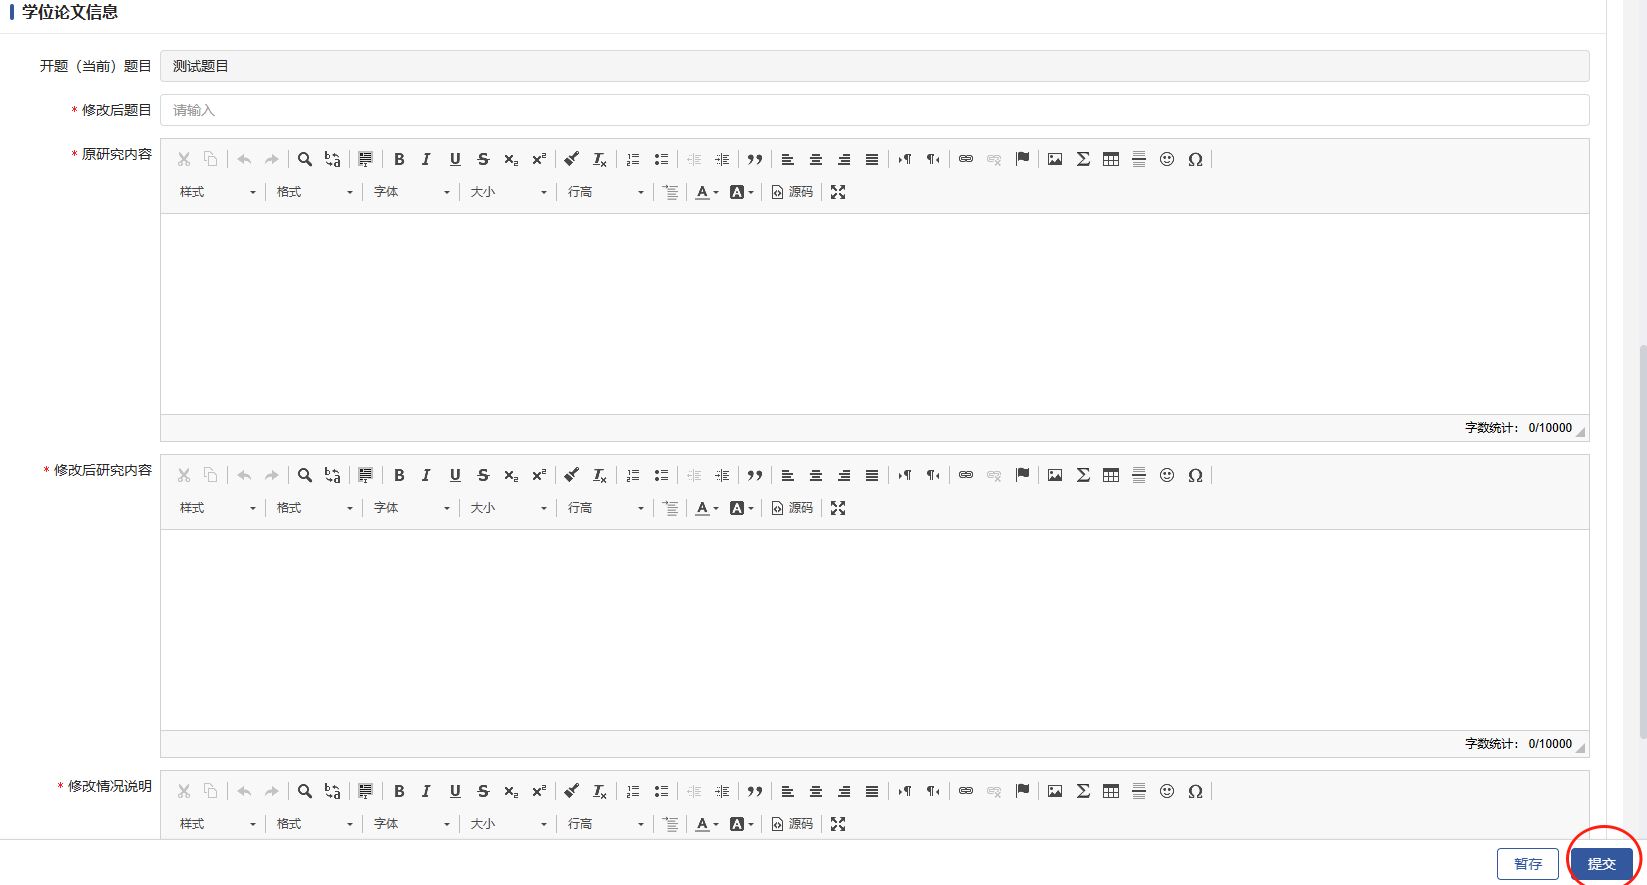 学位论文信息
开题（当前）题目 测试题目
* 修改后题目 请输入
* 原研究内容
样式 格式 字体 大小 行高 源码
字数统计： 0/10000
* 修改后研究内容
样式 格式 字体 大小 行高 源码
字数统计： 0/10000
* 修改情况说明
样式 格式 字体 大小 行高 源码
暂存 提交